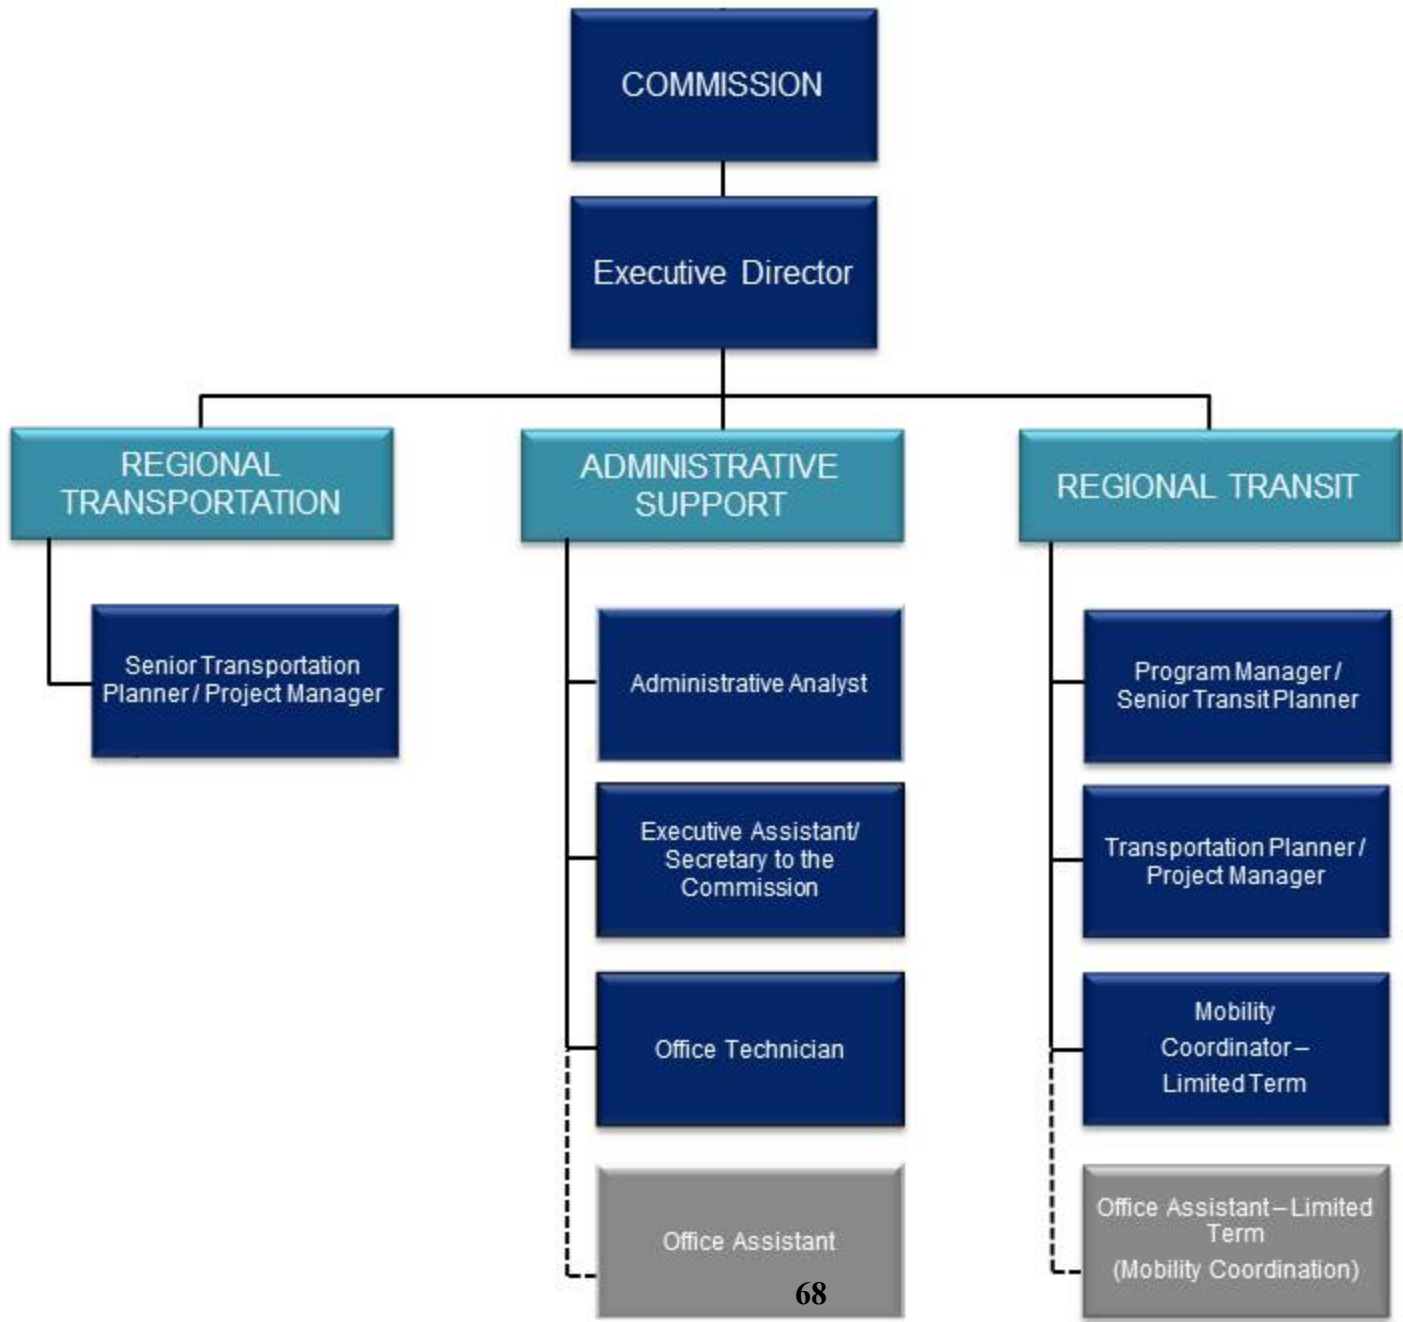 COMMISSION
Executive Director
REGIONAL
TRANSPORTATION
ADMINISTRATIVE
SUPPORT
REGIONAL TRANSIT
Senior Transportation
Planner / Project Manager
Administrative Analyst
Program Manager /
Senior Transit Planner
Executive Assistant/
Secretary to the
Commission
Transportation Planner /
Project Manager
Office Technician
Mobility
Coordinator –
Limited Term
Office Assistant
Office Assistant – Limited
Term
(Mobility Coordination)
68